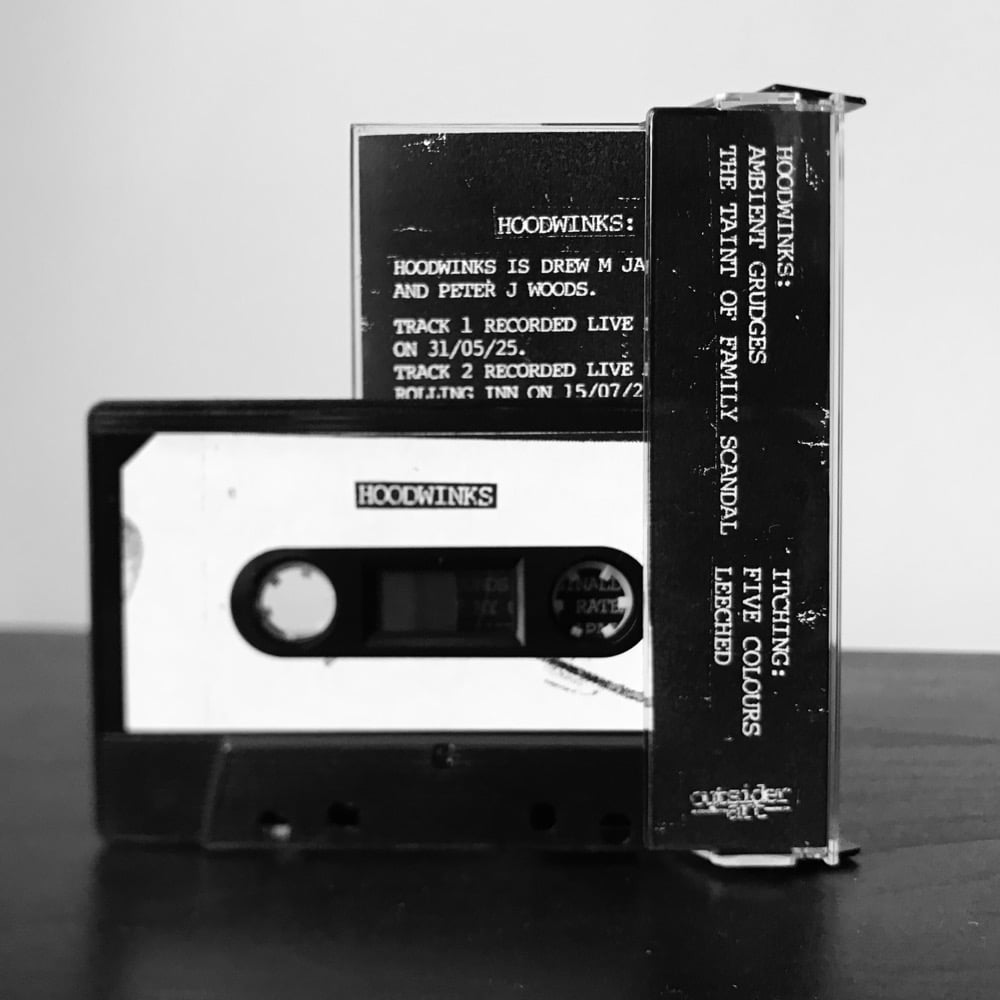 HOODWINKS:
HOODWINKS IS DREW M JA
AND PETER J WOODS.
TRACK 1 RECORDED LIVE
ON 31/05/25.
TRACK 2 RECORDED LIVE
ROLLING INN ON 15/07/2
HOODWINKS
RATE
HOODWINKS:
AMBIENT GRUDGES
THE TAINT OF FAMILY SCANDAL
ITCHING:
FIVE COLOURS
LEECHED
outsider
art